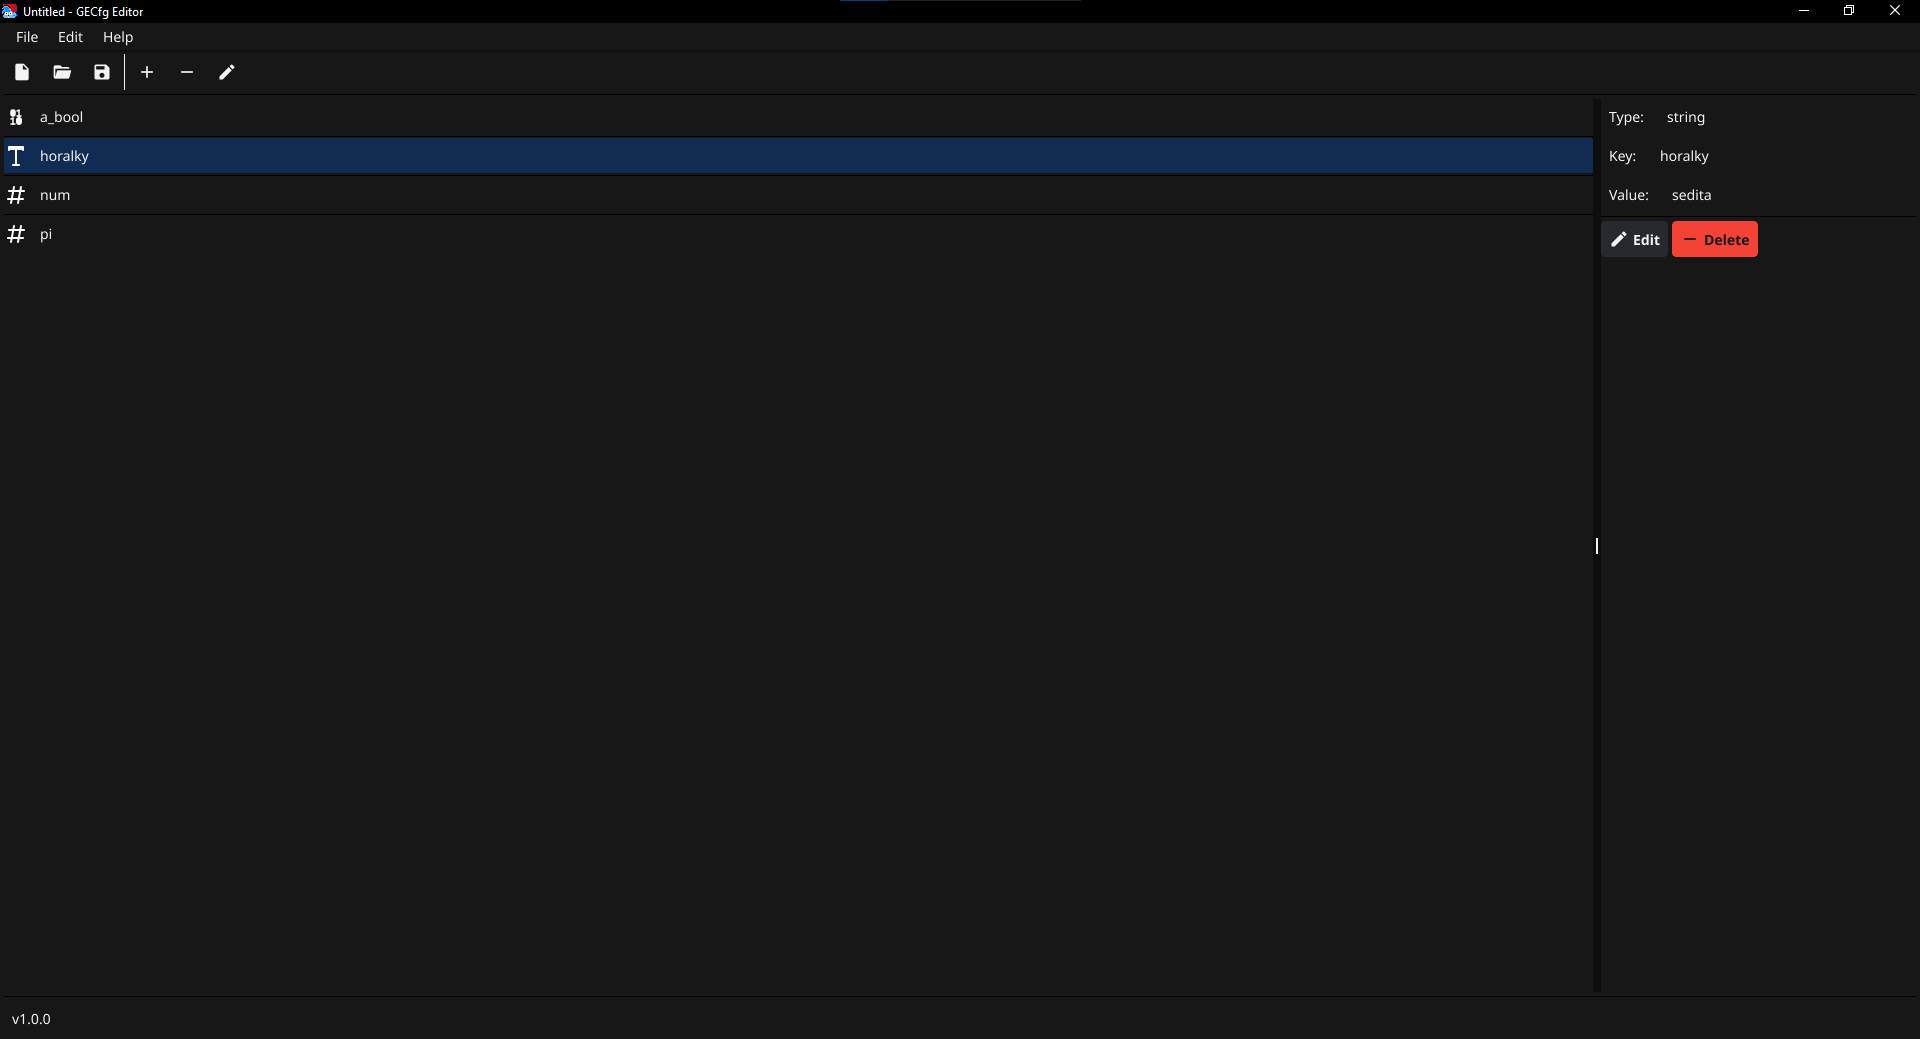 Untitled - GECfg Editor
File Edit Help
a_bool
horalky
num
pi
Type: string
Key: horalky
Value: sedita
Edit Delete
v1.0.0